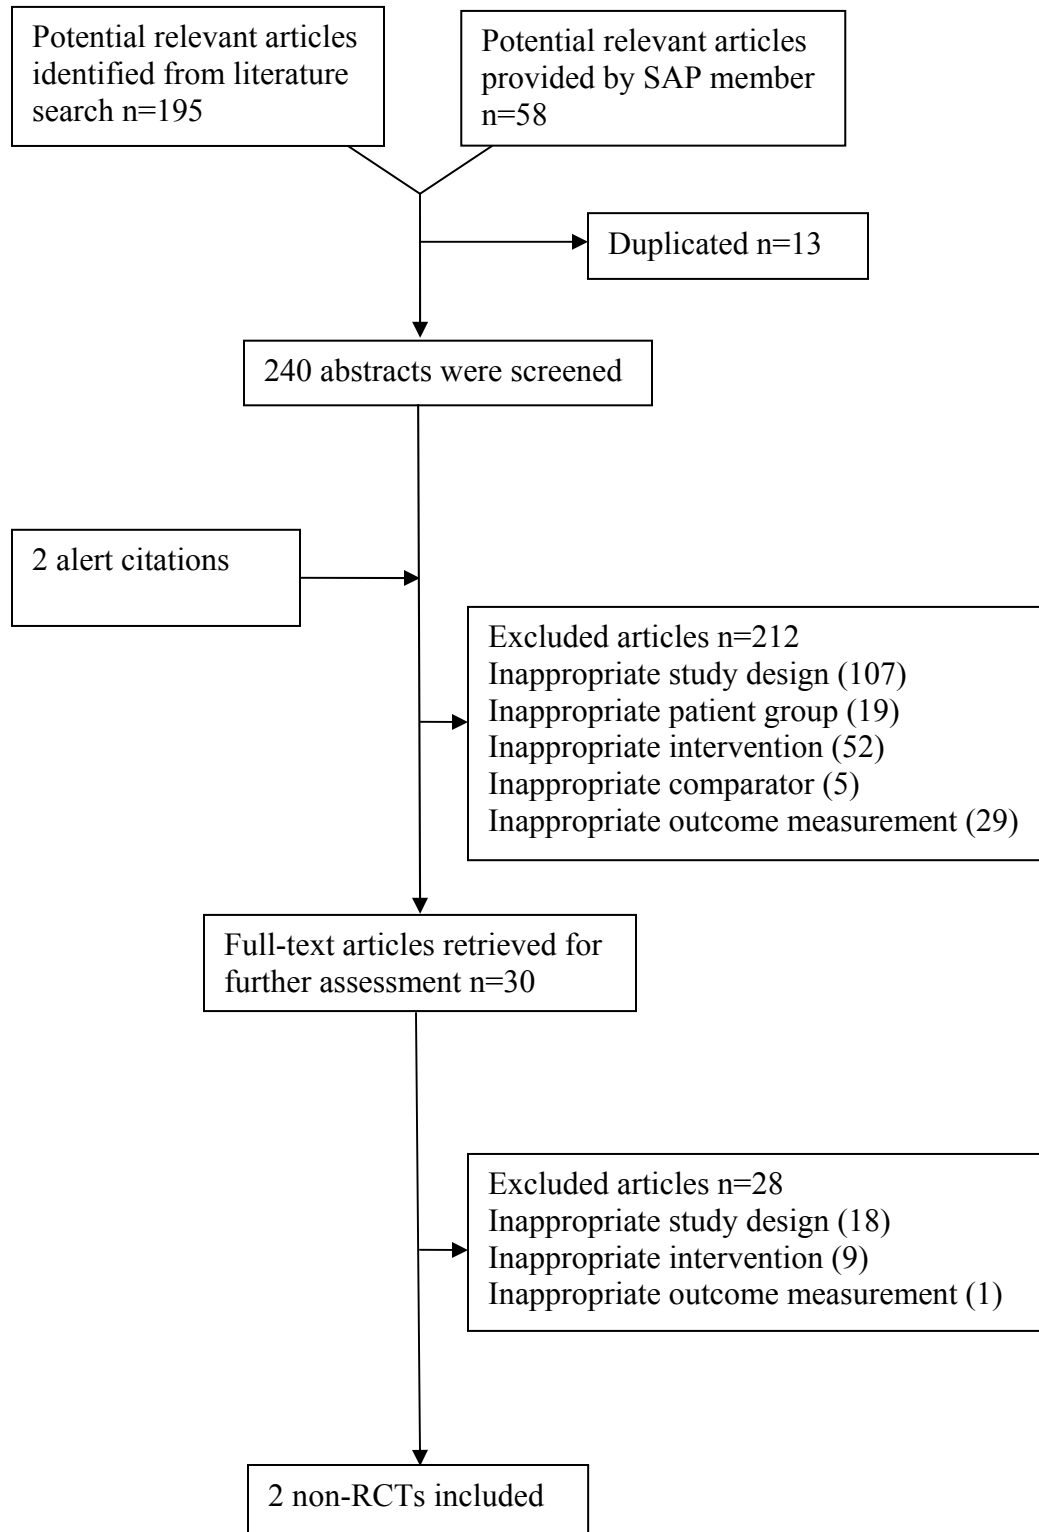 Potential relevant articles
identified from literature
search n=195
Potential relevant articles
provided by SAP member
n=58
Duplicated n=13
240 abstracts were screened
2 alert citations
Excluded articles n=212
Inappropriate study design (107)
Inappropriate patient group (19)
Inappropriate intervention (52)
Inappropriate comparator (5)
Inappropriate outcome measurement (29)
Full-text articles retrieved for
further assessment n=30
Excluded articles n=28
Inappropriate study design (18)
Inappropriate intervention (9)
Inappropriate outcome measurement (1)
2 non-RCTs included